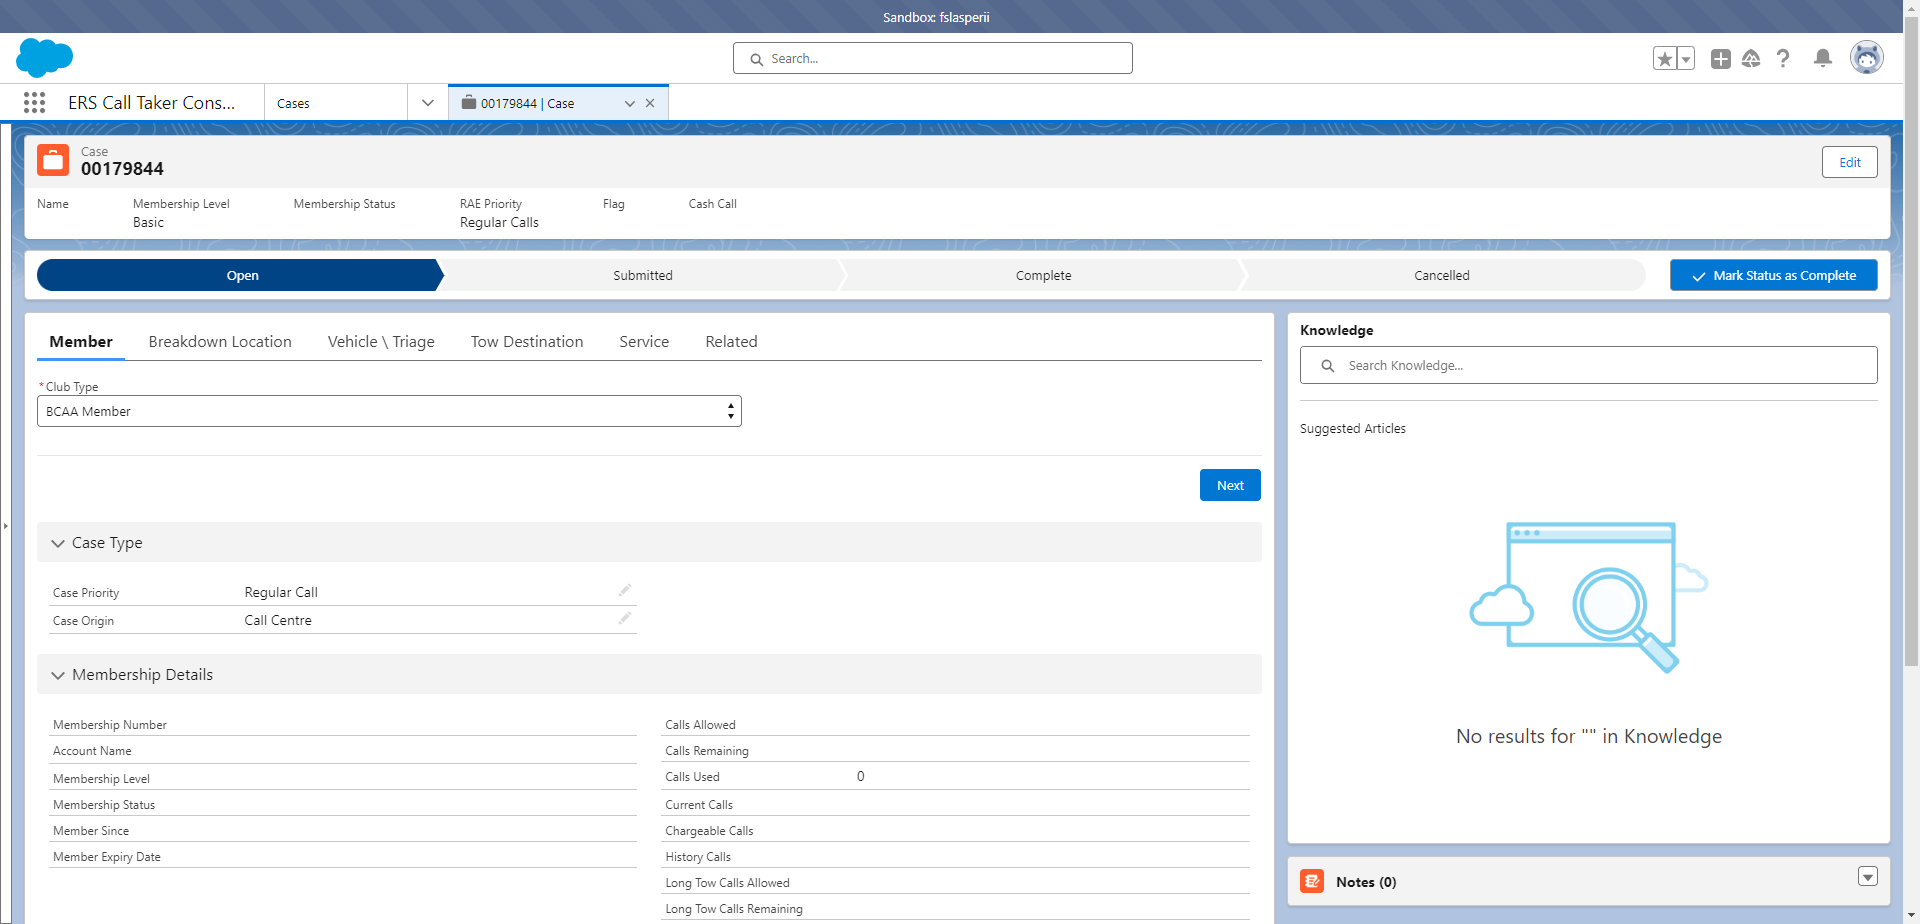 Sandbox: fslasperii
Search...
ERS Call Taker Cons...
Cases
00179844 | Case
Case
00179844
Edit
Name
Membership Level
Membership Status
RAE Priority
Flag
Cash Call
Basic
Regular Calls
Open
Submitted
Complete
Cancelled
Mark Status as Complete
Member
Breakdown Location
Vehicle \ Triage
Tow Destination
Service
Related
*Club Type
BCAA Member
Next
Case Type
Case Priority
Regular Call
Case Origin
Call Centre
Membership Details
Membership Number
Account Name
Membership Level
Membership Status
Member Since
Member Expiry Date
Calls Allowed
Calls Remaining
Calls Used
0
Current Calls
Chargeable Calls
History Calls
Long Tow Calls Allowed
Long Tow Calls Remaining
Knowledge
Search Knowledge...
Suggested Articles
No results for "" in Knowledge
Notes (0)